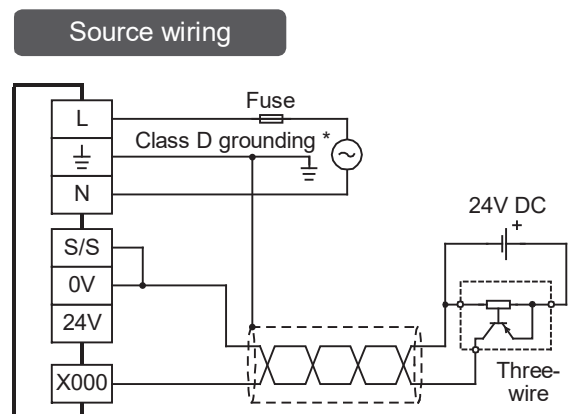 Source wiring
Fuse
L
Class D grounding *
N
24V DC
+
S/S
0V
24V
X000
Three-
wire